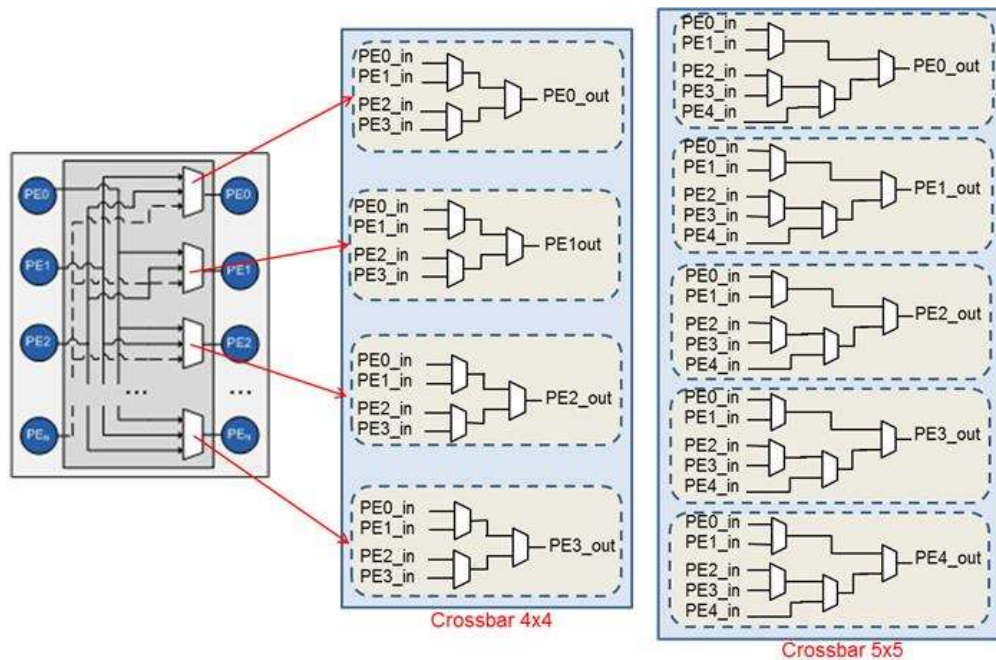 PE0
PE0
PE1
PE1
PE2
PE2
...
...
PEN
PEN
PE0_in
PE1_in
PE2_in
PE3_in
PE0_out
PE0_in
PE1_in
PE2_in
PE3_in
PE1out
PE0_in
PE1_in
PE2_in
PE3_in
PE2_out
PE0_in
PE1_in
PE2_in
PE3_in
PE3_out
Crossbar 4x4
PE0_in
PE1_in
PE2_in
PE3_in
PE4_in
PE0_out
PE0_in
PE1_in
PE2_in
PE3_in
PE4_in
PE1_out
PE0_in
PE1_in
PE2_in
PE3_in
PE4_in
PE2_out
PE0_in
PE1_in
PE2_in
PE3_in
PE4_in
PE3_out
PE0_in
PE1_in
PE2_in
PE3_in
PE4_in
PE4_out
Crossbar 5x5